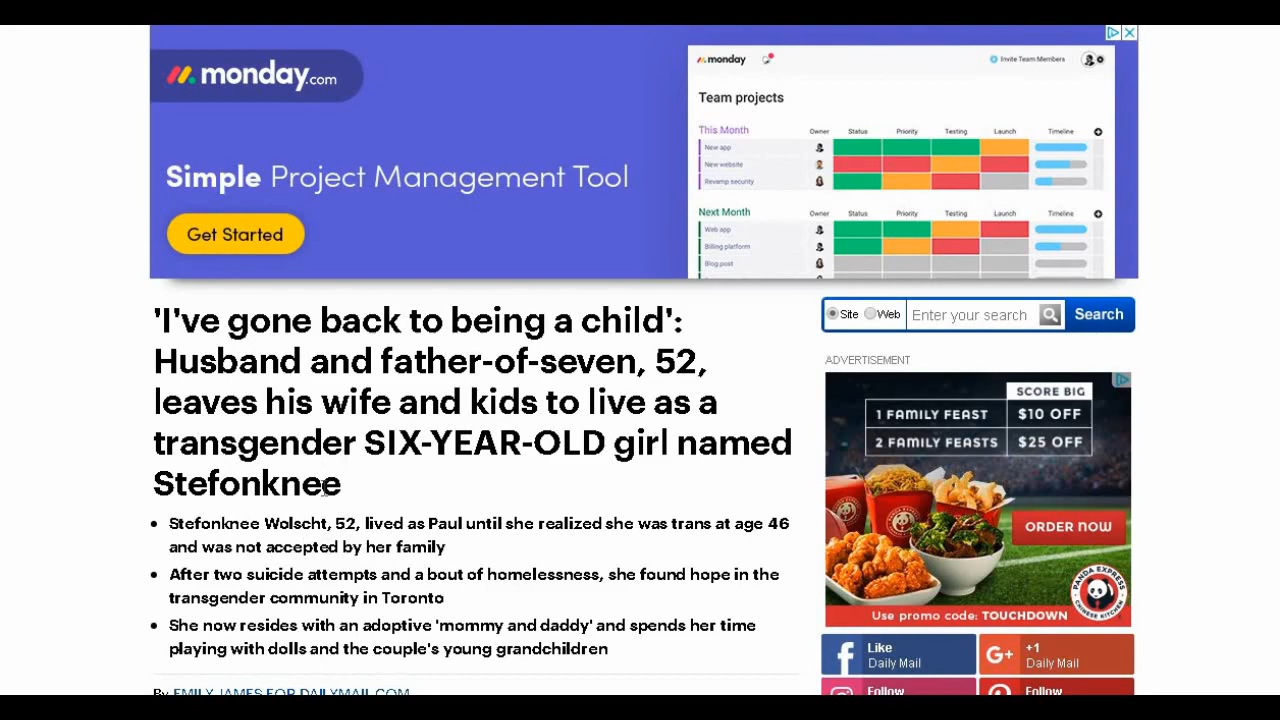 monday.com
Simple Project Management Tool
Get Started
monday
Invite Team Members
Team projects
This Month Owner Status Priority Testing Launch Timeline
New app
New website
Revamp security
Next Month Owner Status Priority Testing Launch Timeline
Web app
Billing platform
Blog post
'I've gone back to being a child':
Husband and father-of-seven, 52,
leaves his wife and kids to live as a
transgender SIX-YEAR-OLD girl named
Stefonknee
• Stefonknee Wolscht, 52, lived as Paul until she realized she was trans at age 46
and was not accepted by her family
• After two suicide attempts and a bout of homelessness, she found hope in the
transgender community in Toronto
• She now resides with an adoptive 'mommy and daddy' and spends her time
playing with dolls and the couple's young grandchildren
By EMILY JAMES FOR DAILYMAIL.COM
Site Web Enter your search Search
ADVERTISEMENT
SCORE BIG
1 FAMILY FEAST $10 OFF
2 FAMILY FEASTS $25 OFF
ORDER NOW
PANDA EXPRESS
CHINESE KITCHEN
Use promo code: TOUCHDOWN
Like
Daily Mail
G+ +1
Daily Mail
Follow
Follow